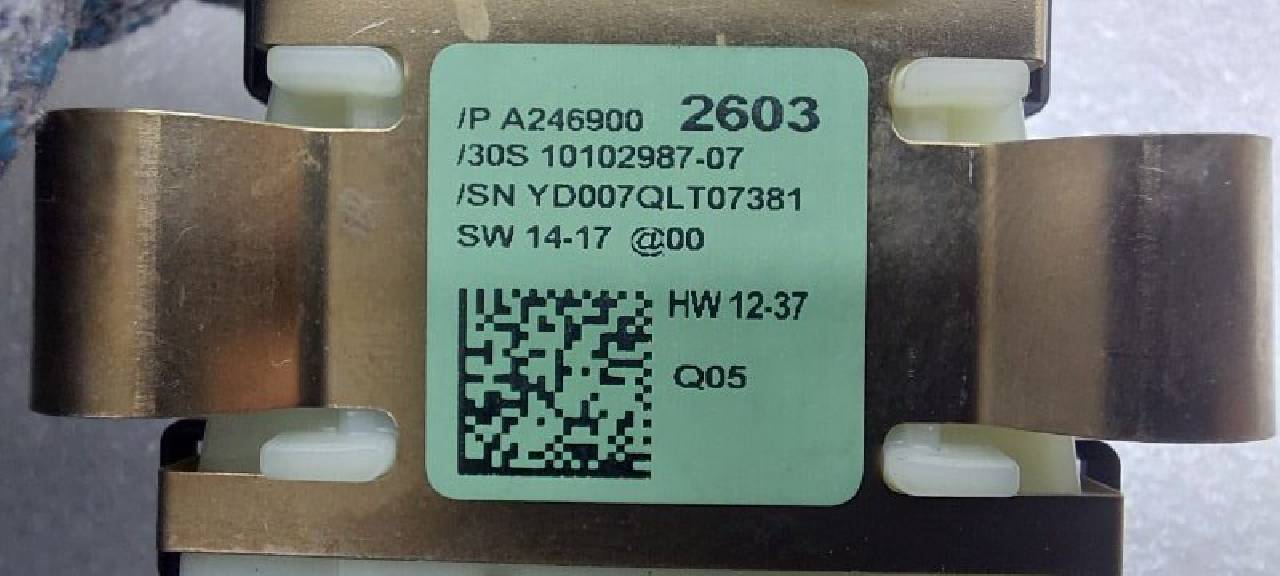 /P A246900 2603
/30S 10102987-07
/SN YD007QLT07381
SW 14-17 @00
HW 12-37
Q05